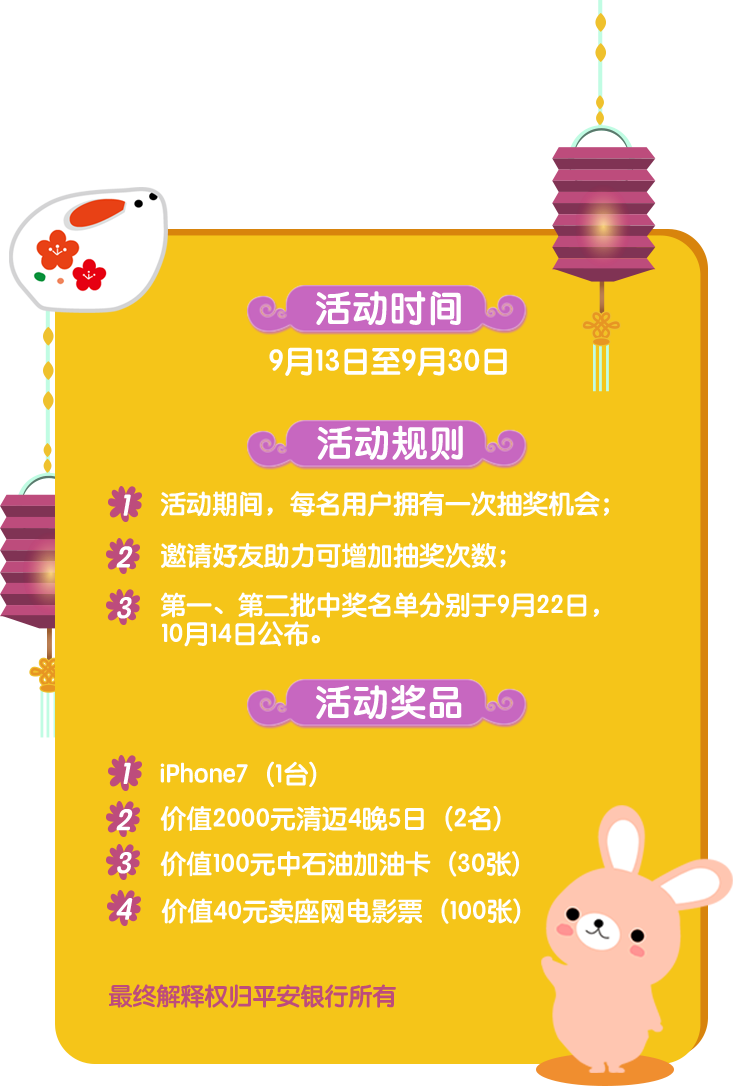 活动时间
9月13日至9月30日
活动规则
1 活动期间，每名用户拥有一次抽奖机会；
2 邀请好友助力可增加抽奖次数；
3 第一、第二批中奖名单分别于9月22日，
10月14日公布。
活动奖品
1 iPhone7（1台）
2 价值2000元清迈4晚5日（2名）
3 价值100元中石油加油卡（30张）
4 价值40元卖座网电影票（100张）
最终解释权归平安银行所有